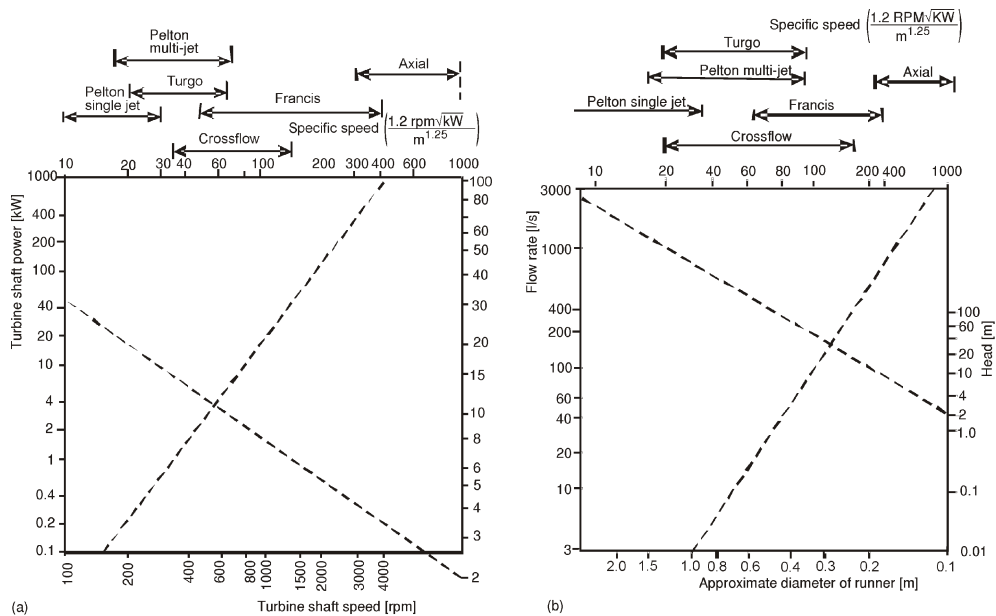 Pelton
multi-jet
Turgo
Pelton
single jet
Axial
Francis
Specific speed (1.2 rpm√kW / m^1.25)
Crossflow
10 20 30 40 60 100 200 300 400 600 1000
Turbine shaft power [kW]
1000
400
200
100
40
20
10
4
2
1
0.4
0.2
0.1
100
80
60
50
40
30
20
15
10
8
6
5
4
3
2
100 200 400 600 800 1000 1500 2000 3000 4000
Turbine shaft speed [rpm]
(a)
Specific speed (1.2 RPM√KW / m^1.25)
Turgo
Pelton multi-jet
Axial
Pelton single jet
Francis
Crossflow
10 20 40 60 80 100 200 400 1000
Flow rate [l/s]
3000
1000
400
200
100
60
40
20
10
3
100
60
20
10
4
2
1.0
0.1
0.01
Head [m]
2.0 1.5 1.0 0.8 0.6 0.4 0.3 0.2 0.1
Approximate diameter of runner [m]
(b)